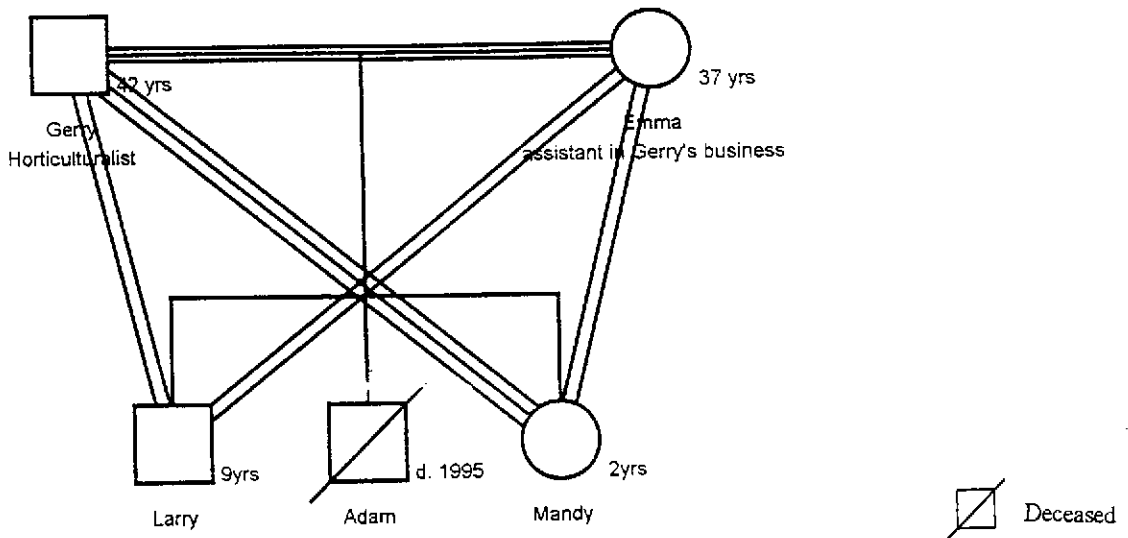 42 yrs
37 yrs
Gerry
Emma
Horticulturalist
assistant in Gerry's business
9yrs
d. 1995
2yrs
Larry
Adam
Mandy
Deceased